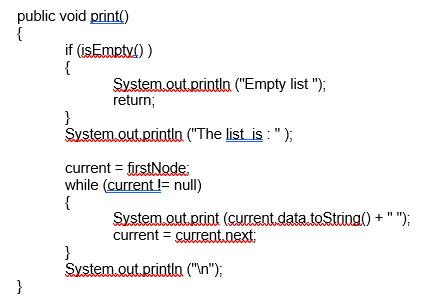 public void print()
{
if (isEmpty() )
{
System.out.println ("Empty list ");
return;
}
System.out.println ("The list is : " );
current = firstNode;
while (current != null)
{
System.out.print (current.data.toString() + " ");
current = current.next;
}
System.out.println ("\n");
}